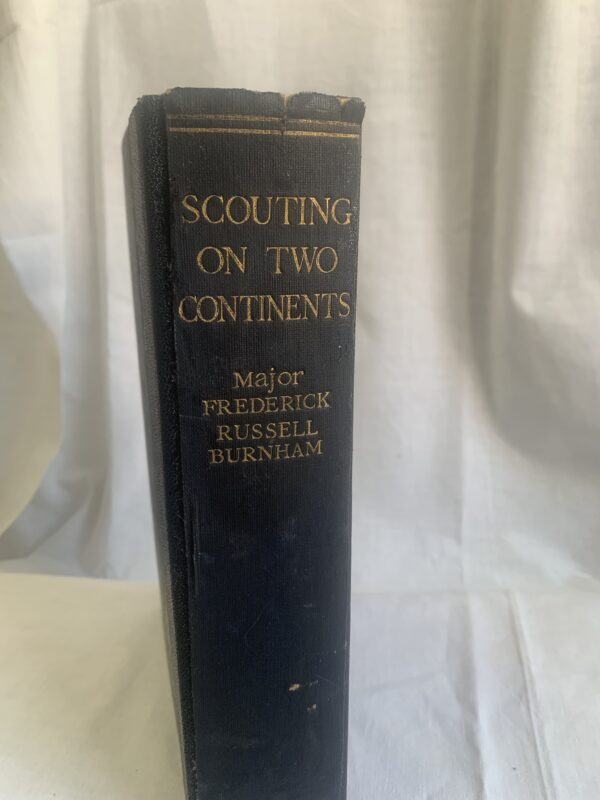 SCOUTING
ON TWO
CONTINENTS
Major
FREDERICK
RUSSELL
BURNHAM